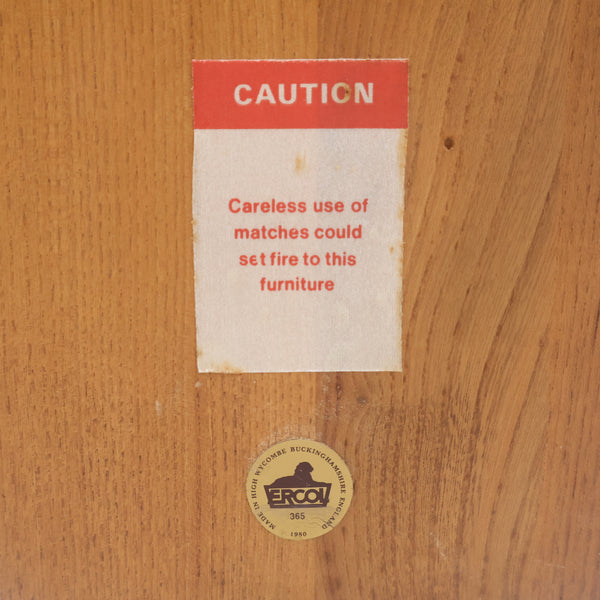 CAUTION
Careless use of
matches could
set fire to this
furniture
MADE IN HIGH WYCOMBE BUCKINGHAMSHIRE ENGLAND
ERCOL
365
1980